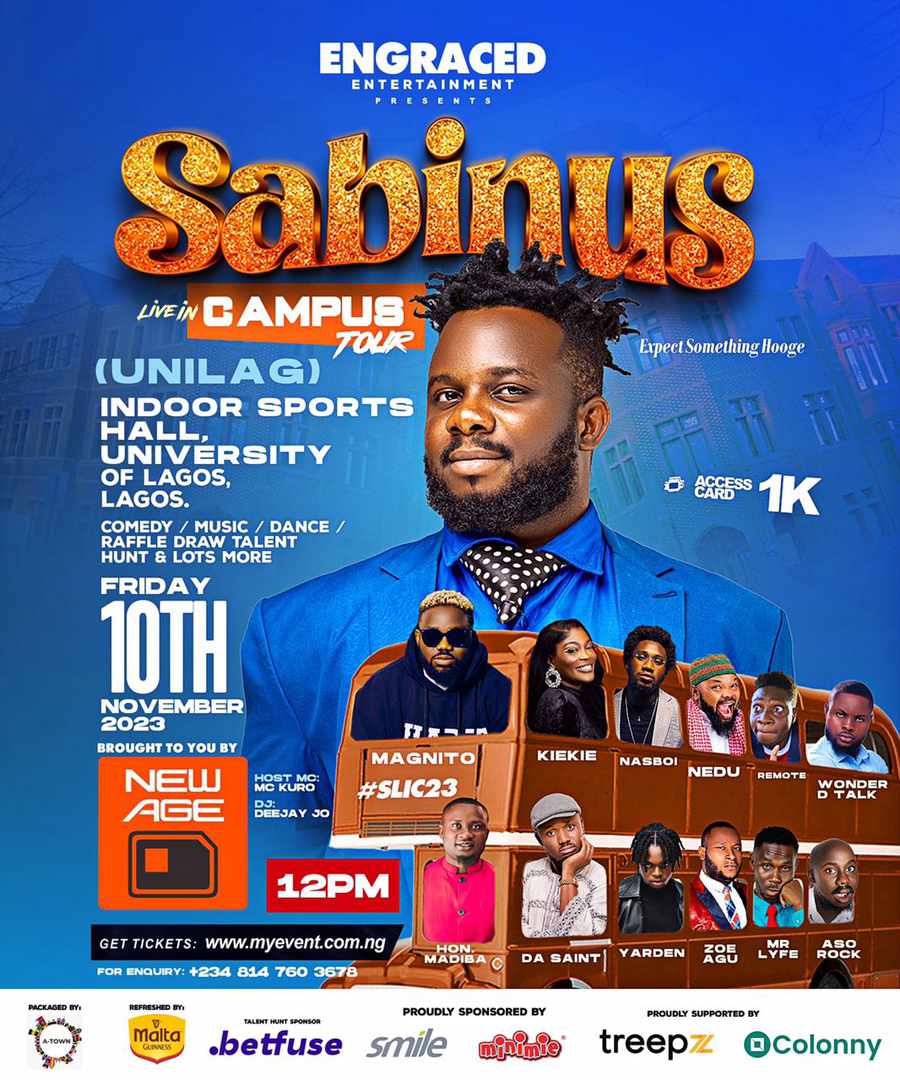 ENGRACED
ENTERTAINMENT
PRESENTS
Sabinus
LIVE IN CAMPUS
TOUR
Expect Something Hooge
(UNILAG)
INDOOR SPORTS
HALL,
UNIVERSITY
OF LAGOS,
LAGOS.
ACCESS
CARD 1K
COMEDY / MUSIC / DANCE /
RAFFLE DRAW TALENT
HUNT & LOTS MORE
FRIDAY
10TH
NOVEMBER
2023
BROUGHT TO YOU BY
NEW
AGE
HOST MC:
MC KURO
DJ:
DEEJAY JO
12PM
MAGNITO
KIEKIE
NASBOI
NEDU
REMOTE
WONDER
D TALK
#SLIC23
HON.
MADIBA
DA SAINT
YARDEN
ZOE
AGU
MR
LYFE
ASO
ROCK
GET TICKETS: www.myevent.com.ng
FOR ENQUIRY: +234 814 760 3678
PACKAGED BY:
A-TOWN
REFRESHED BY:
Malta
GUINNESS
TALENT HUNT SPONSOR
.betfuse
PROUDLY SPONSORED BY
smile
minimie
PROUDLY SUPPORTED BY
treepz
Colonny